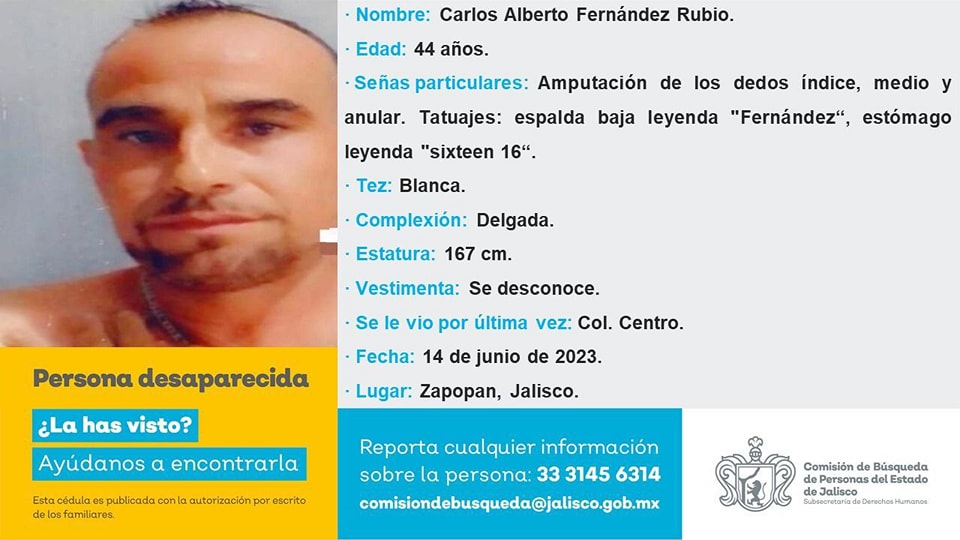 · Nombre: Carlos Alberto Fernández Rubio.
· Edad: 44 años.
· Señas particulares: Amputación de los dedos índice, medio y
anular. Tatuajes: espalda baja leyenda "Fernández“, estómago
leyenda "sixteen 16“.
· Tez: Blanca.
· Complexión: Delgada.
· Estatura: 167 cm.
· Vestimenta: Se desconoce.
· Se le vio por última vez: Col. Centro.
· Fecha: 14 de junio de 2023.
· Lugar: Zapopan, Jalisco.
Persona desaparecida
¿La has visto?
Ayúdanos a encontrarla
Esta cédula es publicada con la autorización por escrito
de los familiares.
Reporta cualquier información
sobre la persona: 33 3145 6314
comisiondebusqueda@jalisco.gob.mx
Comisión de Búsqueda
de Personas del Estado
de Jalisco
Subsecretaría de Derechos Humanos